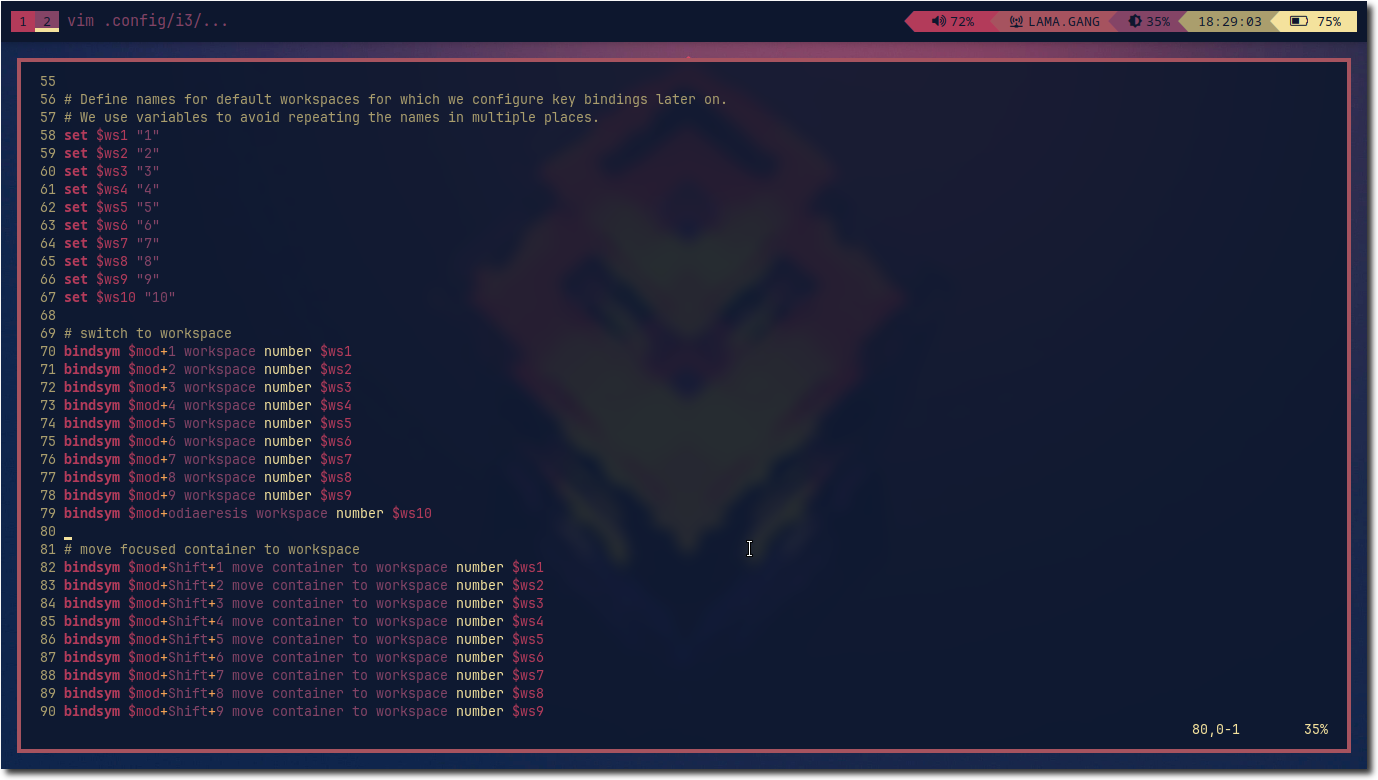 1 2 vim .config/i3/... 72% LAMA.GANG 35% 18:29:03 75%
55
56 # Define names for default workspaces for which we configure key bindings later on.
57 # We use variables to avoid repeating the names in multiple places.
58 set $ws1 "1"
59 set $ws2 "2"
60 set $ws3 "3"
61 set $ws4 "4"
62 set $ws5 "5"
63 set $ws6 "6"
64 set $ws7 "7"
65 set $ws8 "8"
66 set $ws9 "9"
67 set $ws10 "10"
68
69 # switch to workspace
70 bindsym $mod+1 workspace number $ws1
71 bindsym $mod+2 workspace number $ws2
72 bindsym $mod+3 workspace number $ws3
73 bindsym $mod+4 workspace number $ws4
74 bindsym $mod+5 workspace number $ws5
75 bindsym $mod+6 workspace number $ws6
76 bindsym $mod+7 workspace number $ws7
77 bindsym $mod+8 workspace number $ws8
78 bindsym $mod+9 workspace number $ws9
79 bindsym $mod+odiaeresis workspace number $ws10
80
81 # move focused container to workspace
82 bindsym $mod+Shift+1 move container to workspace number $ws1
83 bindsym $mod+Shift+2 move container to workspace number $ws2
84 bindsym $mod+Shift+3 move container to workspace number $ws3
85 bindsym $mod+Shift+4 move container to workspace number $ws4
86 bindsym $mod+Shift+5 move container to workspace number $ws5
87 bindsym $mod+Shift+6 move container to workspace number $ws6
88 bindsym $mod+Shift+7 move container to workspace number $ws7
89 bindsym $mod+Shift+8 move container to workspace number $ws8
90 bindsym $mod+Shift+9 move container to workspace number $ws9
80,0-1 35%